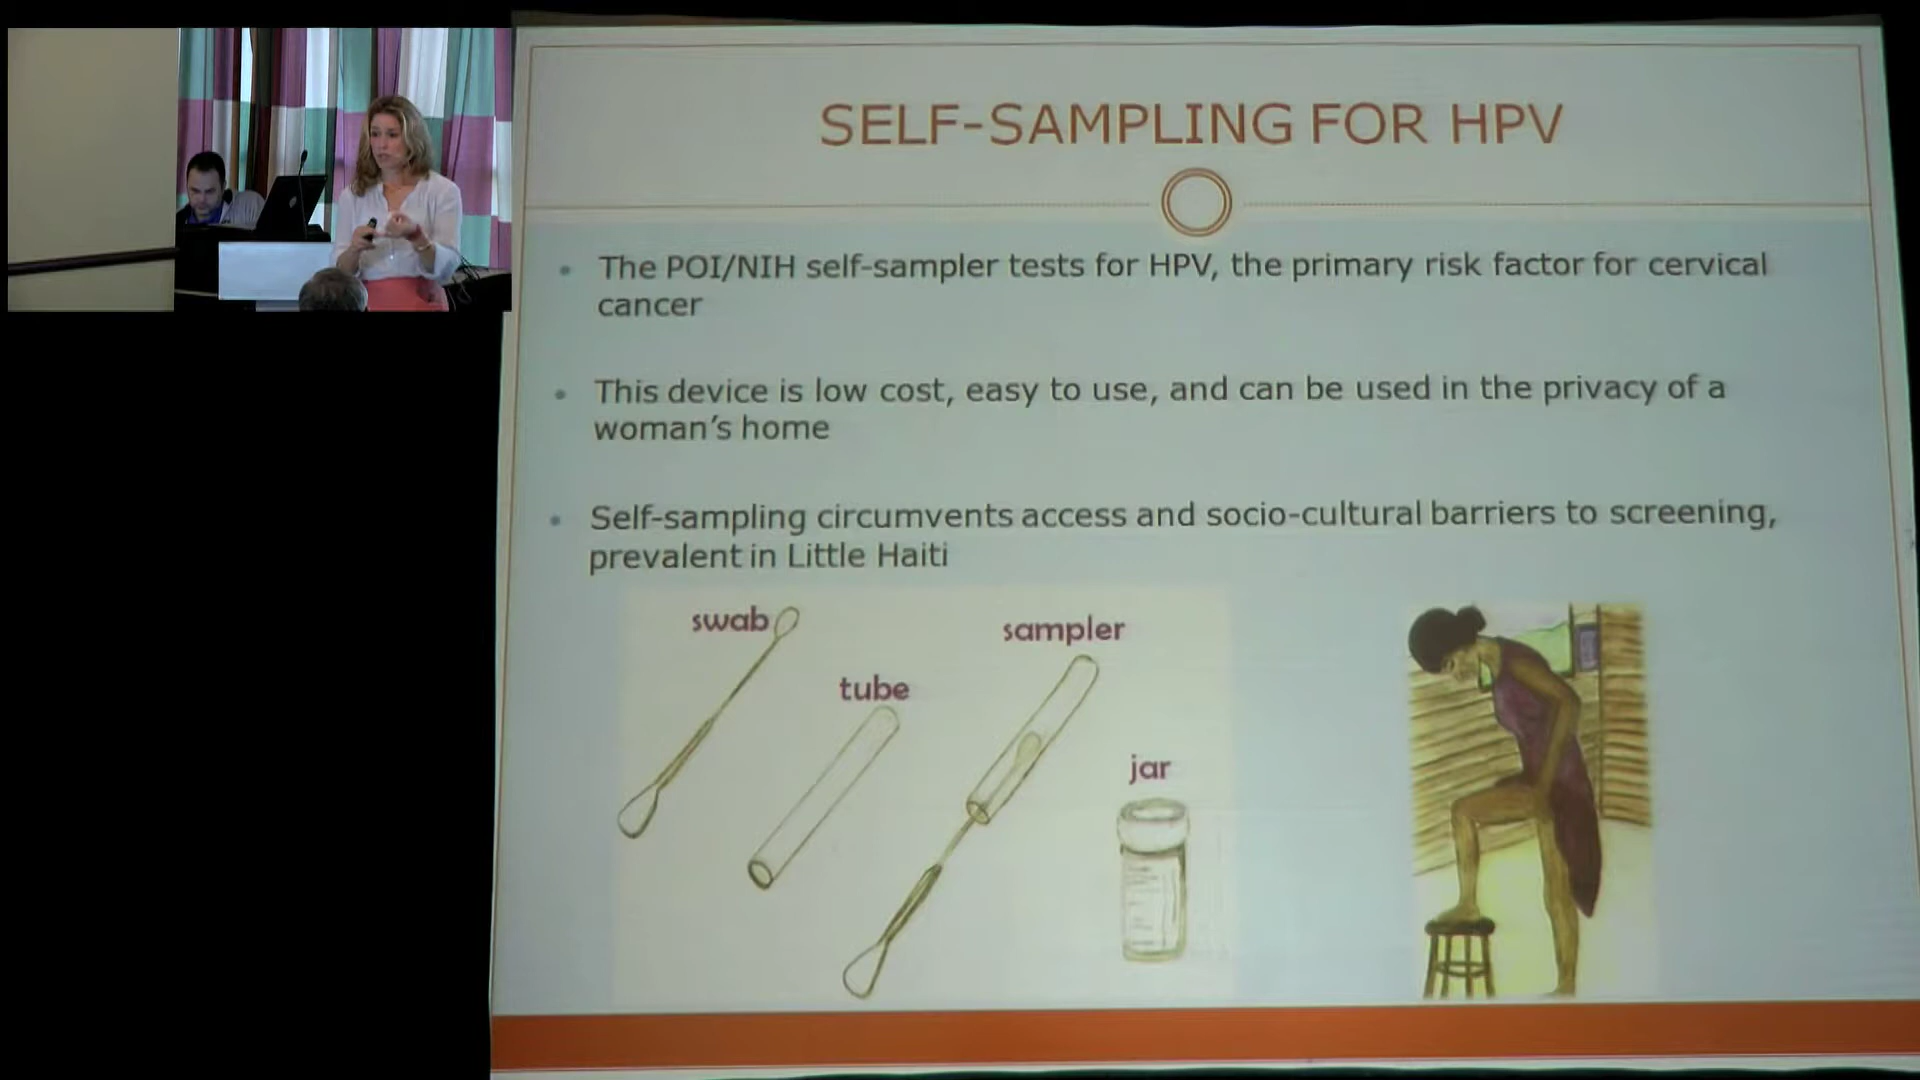 SELF-SAMPLING FOR HPV
The POI/NIH self-sampler tests for HPV, the primary risk factor for cervical
cancer
This device is low cost, easy to use, and can be used in the privacy of a
woman's home
Self-sampling circumvents access and socio-cultural barriers to screening,
prevalent in Little Haiti
swab
sampler
tube
jar